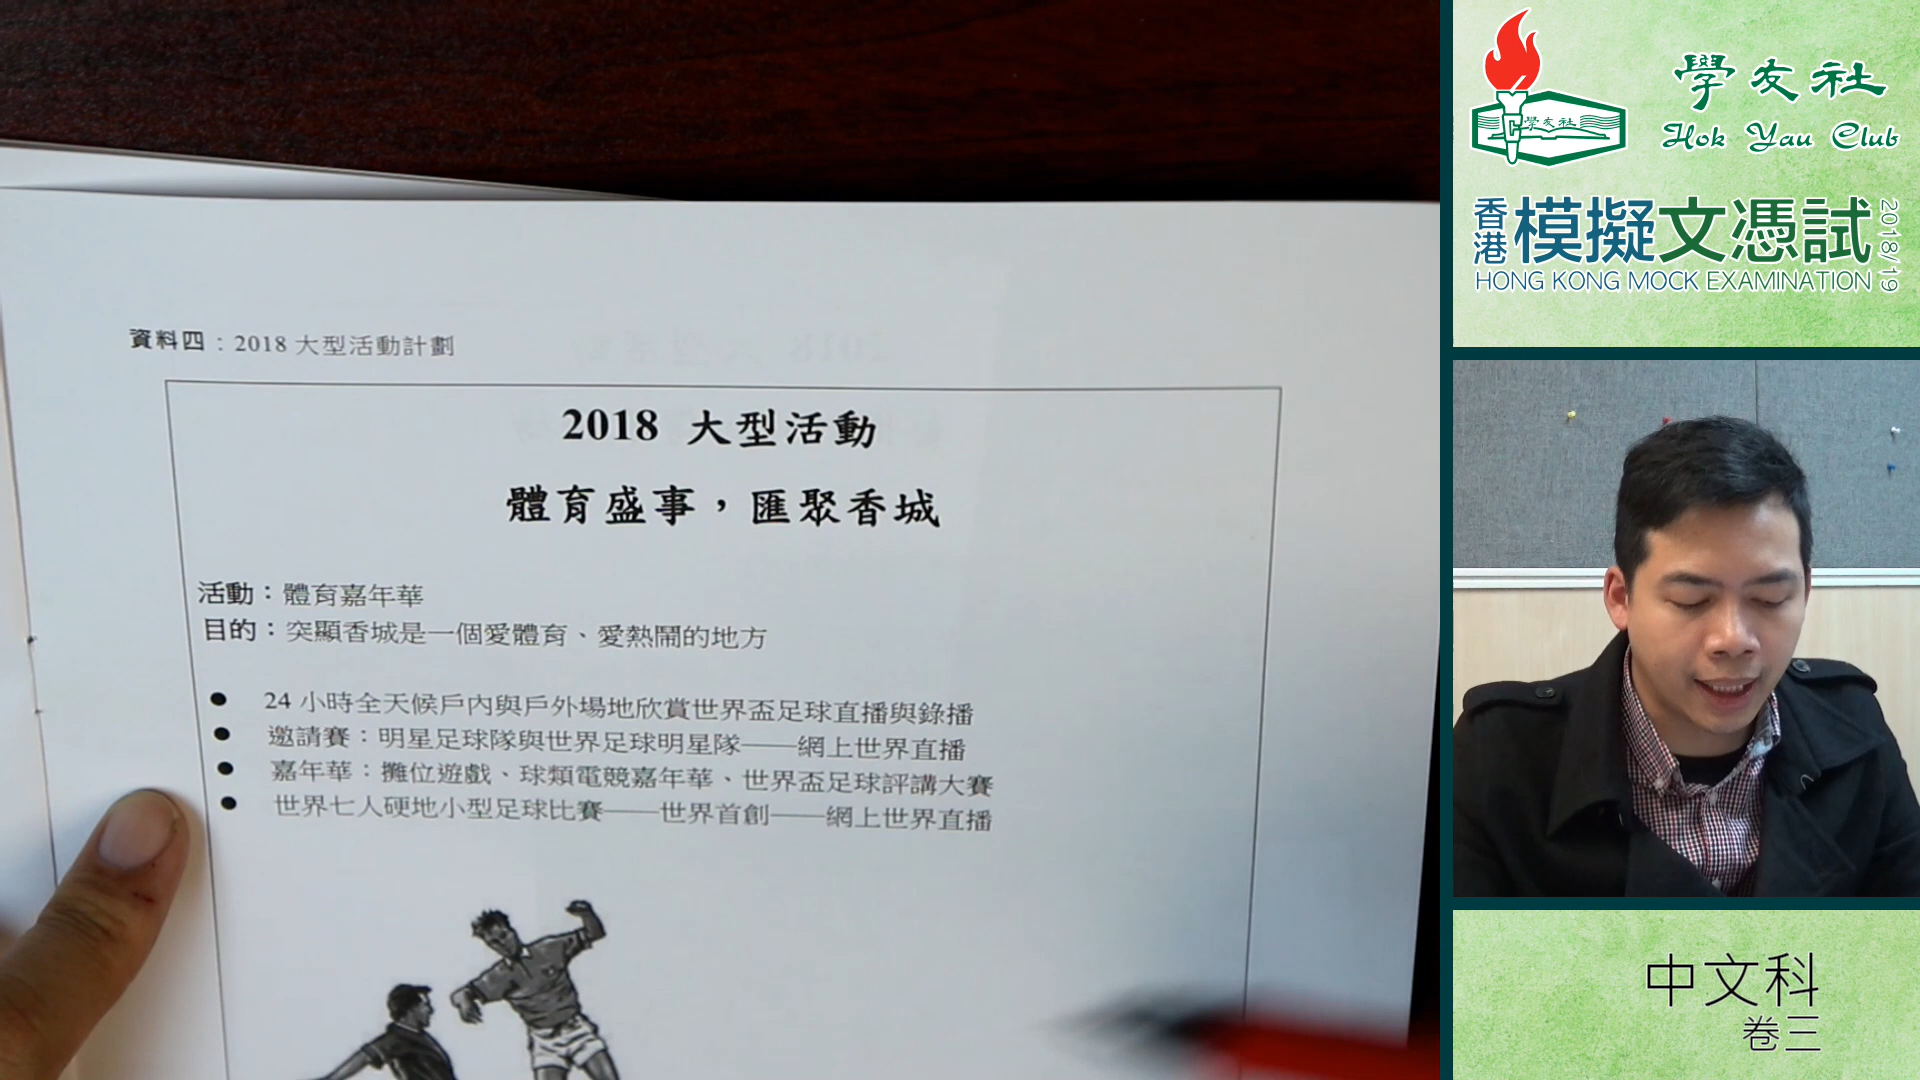 資料四：2018 大型活動計劃
2018 大型活動
體育盛事，匯聚香城
活動：體育嘉年華
目的：突顯香城是一個愛體育、愛熱鬧的地方
● 24 小時全天候戶內與戶外場地欣賞世界盃足球直播與錄播
● 邀請賽：明星足球隊與世界足球明星隊——網上世界直播
● 嘉年華：攤位遊戲、球類電競嘉年華、世界盃足球評講大賽
● 世界七人硬地小型足球比賽——世界首創——網上世界直播
學友社
學友社
Hok Yau Club
香港模擬文憑試 2018/19
HONG KONG MOCK EXAMINATION
中文科
卷三